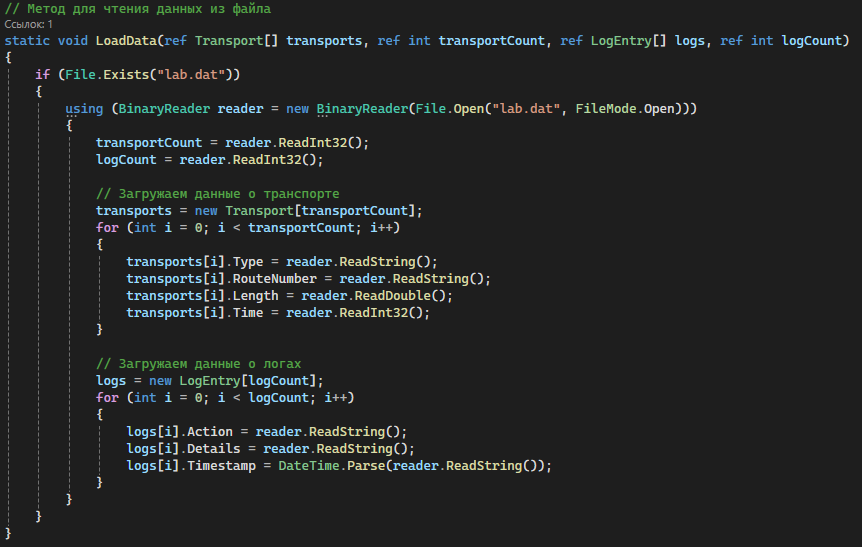 // Метод для чтения данных из файла
Ссылок: 1
static void LoadData(ref Transport[] transports, ref int transportCount, ref LogEntry[] logs, ref int logCount)
{
    if (File.Exists("lab.dat"))
    {
        using (BinaryReader reader = new BinaryReader(File.Open("lab.dat", FileMode.Open)))
        {
            transportCount = reader.ReadInt32();
            logCount = reader.ReadInt32();

            // Загружаем данные о транспорте
            transports = new Transport[transportCount];
            for (int i = 0; i < transportCount; i++)
            {
                transports[i].Type = reader.ReadString();
                transports[i].RouteNumber = reader.ReadString();
                transports[i].Length = reader.ReadDouble();
                transports[i].Time = reader.ReadInt32();
            }

            // Загружаем данные о логах
            logs = new LogEntry[logCount];
            for (int i = 0; i < logCount; i++)
            {
                logs[i].Action = reader.ReadString();
                logs[i].Details = reader.ReadString();
                logs[i].Timestamp = DateTime.Parse(reader.ReadString());
            }
        }
    }
}